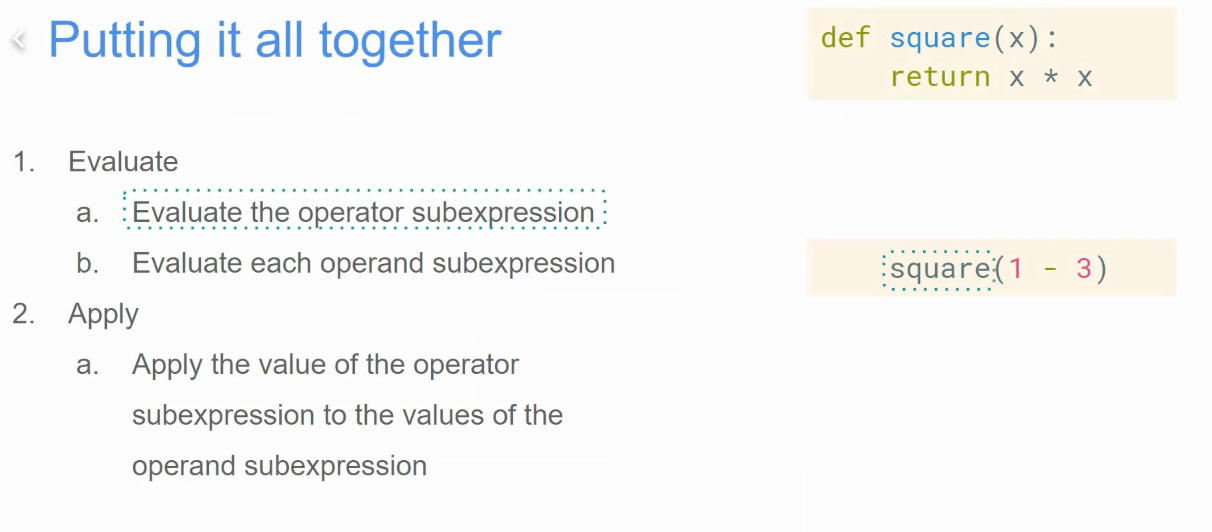 Putting it all together
def square(x):
return x * x
1. Evaluate
a. Evaluate the operator subexpression
b. Evaluate each operand subexpression
square(1 - 3)
2. Apply
a. Apply the value of the operator
subexpression to the values of the
operand subexpression